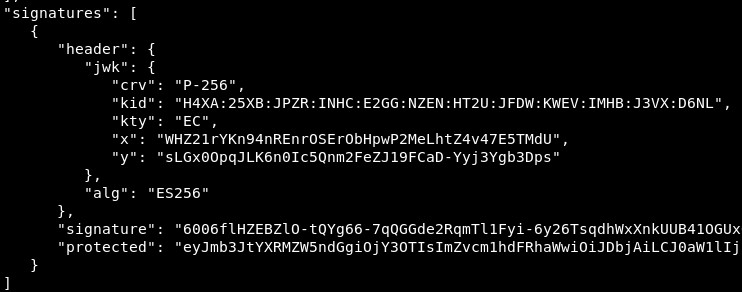 "signatures": [
{
"header": {
"jwk": {
"crv": "P-256",
"kid": "H4XA:25XB:JPZR:INHC:E2GG:NZEN:HT2U:JFDW:KWEV:IMHB:J3VX:D6NL",
"kty": "EC",
"x": "WHZ21rYKn94nREnrOSErObHpwP2MeLhtZ4v47E5TMdU",
"y": "sLGx0OpqJLK6n0Ic5Qnm2FeZJ19FCaD-Yyj3Ygb3Dps"
},
"alg": "ES256"
},
"signature": "6006flHZEBZlO-tQYg66-7qQGGde2RqmTl1Fyi-6y26TsqdhWxXnkUUB41OGUx
"protected": "eyJmb3JtYXRMZW5ndGgiOjY3OTIsImZvcm1hdFRhaWwiOiJDbjAiLCJ0aW1lIj
}
]